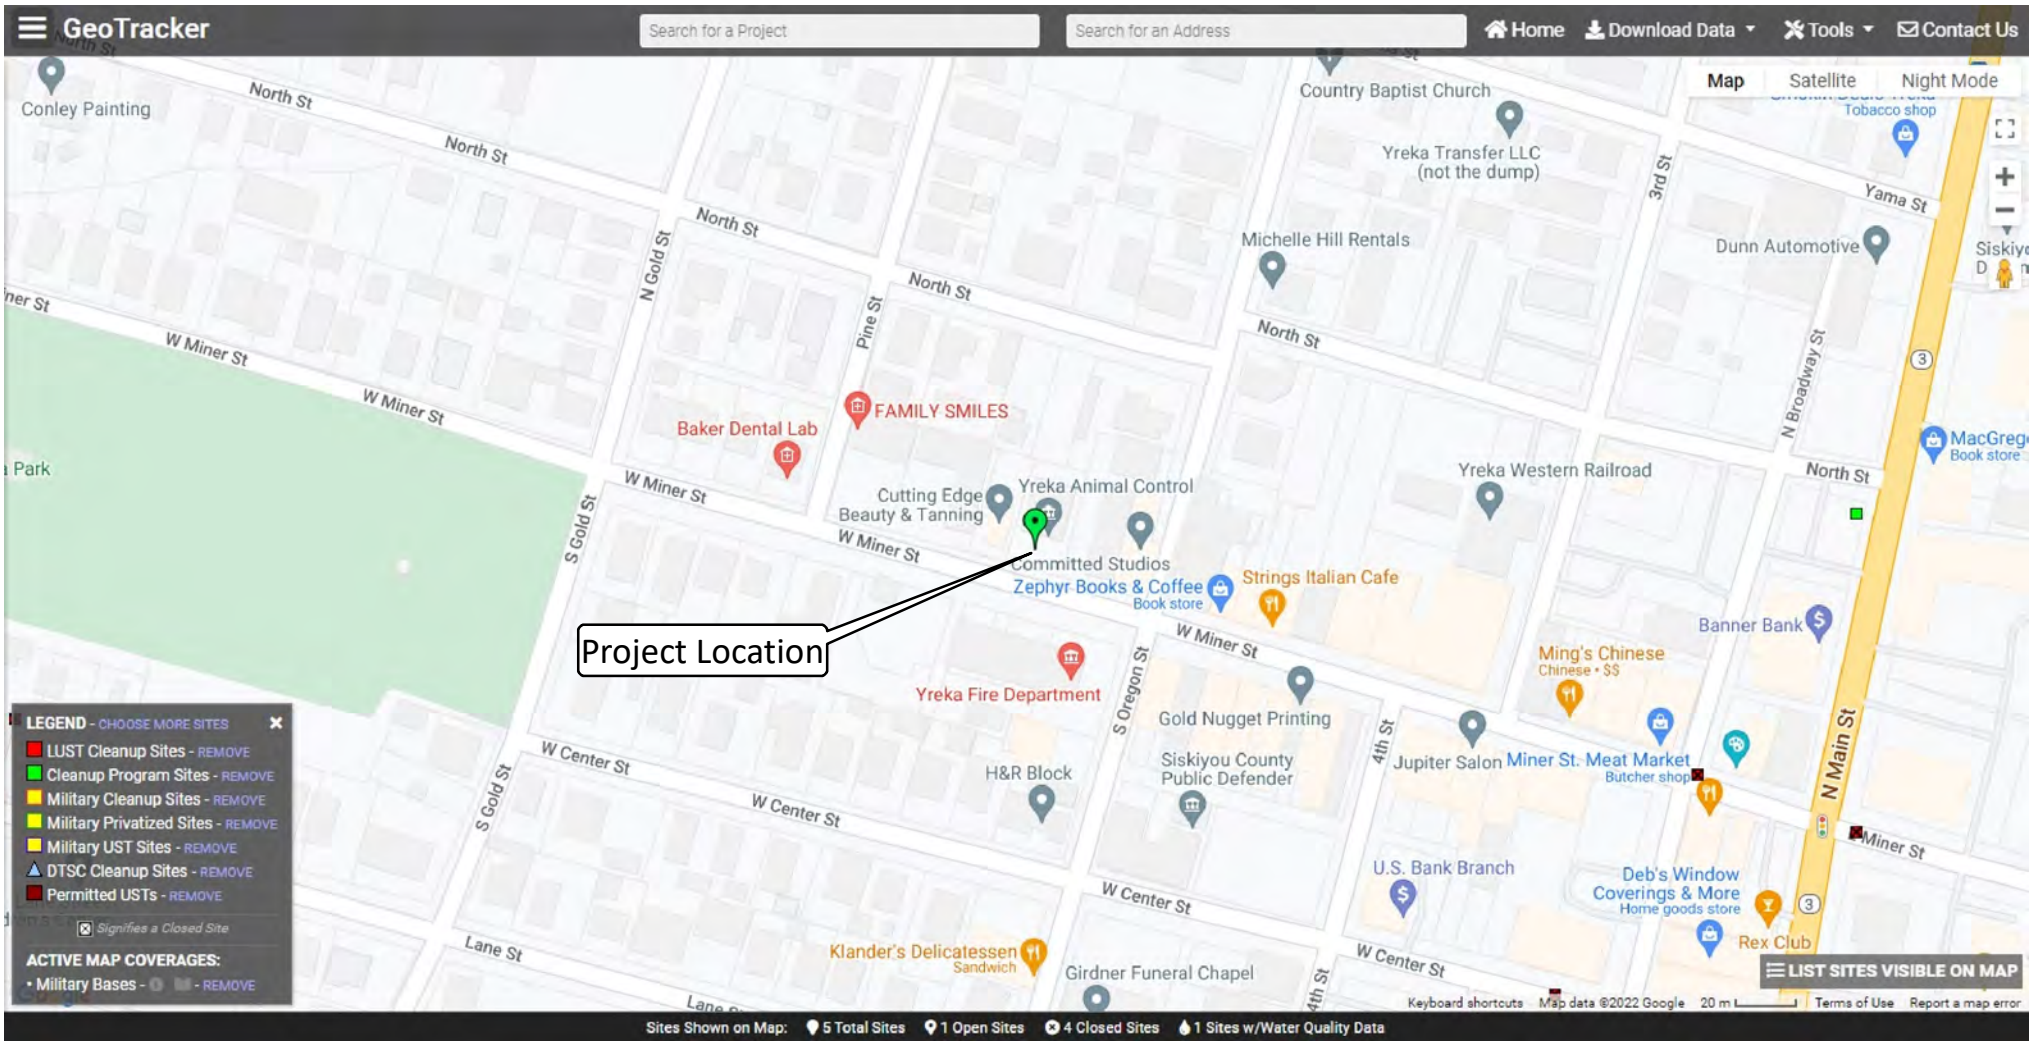 GeoTracker
Search for a Project
Search for an Address
Home
Download Data
Tools
Contact Us
North St
Map
Satellite
Night Mode
Conley Painting
North St
North St
North St
North St
North St
North St
Country Baptist Church
Yreka Transfer LLC
(not the dump)
3rd St
Tobacco shop
Yama St
Michelle Hill Rentals
Dunn Automotive
N Gold St
Pine St
W Miner St
W Miner St
3
N Broadway St
Baker Dental Lab
FAMILY SMILES
MacGreg
Book store
Park
W Miner St
Cutting Edge
Beauty & Tanning
Yreka Animal Control
Yreka Western Railroad
S Gold St
W Miner St
Committed Studios
Zephyr Books & Coffee
Book store
Strings Italian Cafe
Project Location
W Miner St
Banner Bank
Ming's Chinese
Chinese • $$
Yreka Fire Department
S Oregon St
Gold Nugget Printing
4th St
Jupiter Salon
Miner St. Meat Market
Butcher shop
N Main St
W Center St
H&R Block
Siskiyou County
Public Defender
S Gold St
W Center St
Miner St
U.S. Bank Branch
Deb's Window
Coverings & More
Home goods store
3
W Center St
Rex Club
Lane St
Klander's Delicatessen
Sandwich
Girdner Funeral Chapel
4th St
W Center St
LEGEND - CHOOSE MORE SITES
LUST Cleanup Sites - REMOVE
Cleanup Program Sites - REMOVE
Military Cleanup Sites - REMOVE
Military Privatized Sites - REMOVE
Military UST Sites - REMOVE
DTSC Cleanup Sites - REMOVE
Permitted USTs - REMOVE
Signifies a Closed Site
ACTIVE MAP COVERAGES:
• Military Bases - REMOVE
LIST SITES VISIBLE ON MAP
Keyboard shortcuts
Map data ©2022 Google
20 m
Terms of Use
Report a map error
Sites Shown on Map: 5 Total Sites 1 Open Sites 4 Closed Sites 1 Sites w/Water Quality Data